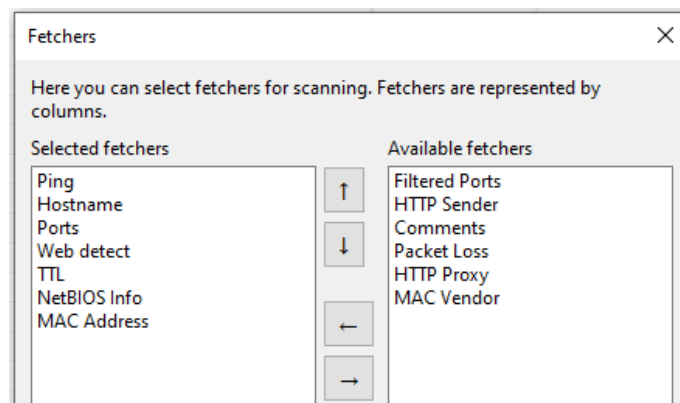 Fetchers
Here you can select fetchers for scanning. Fetchers are represented by
columns.
Selected fetchers
Ping
Hostname
Ports
Web detect
TTL
NetBIOS Info
MAC Address
↑
↓
←
→
Available fetchers
Filtered Ports
HTTP Sender
Comments
Packet Loss
HTTP Proxy
MAC Vendor